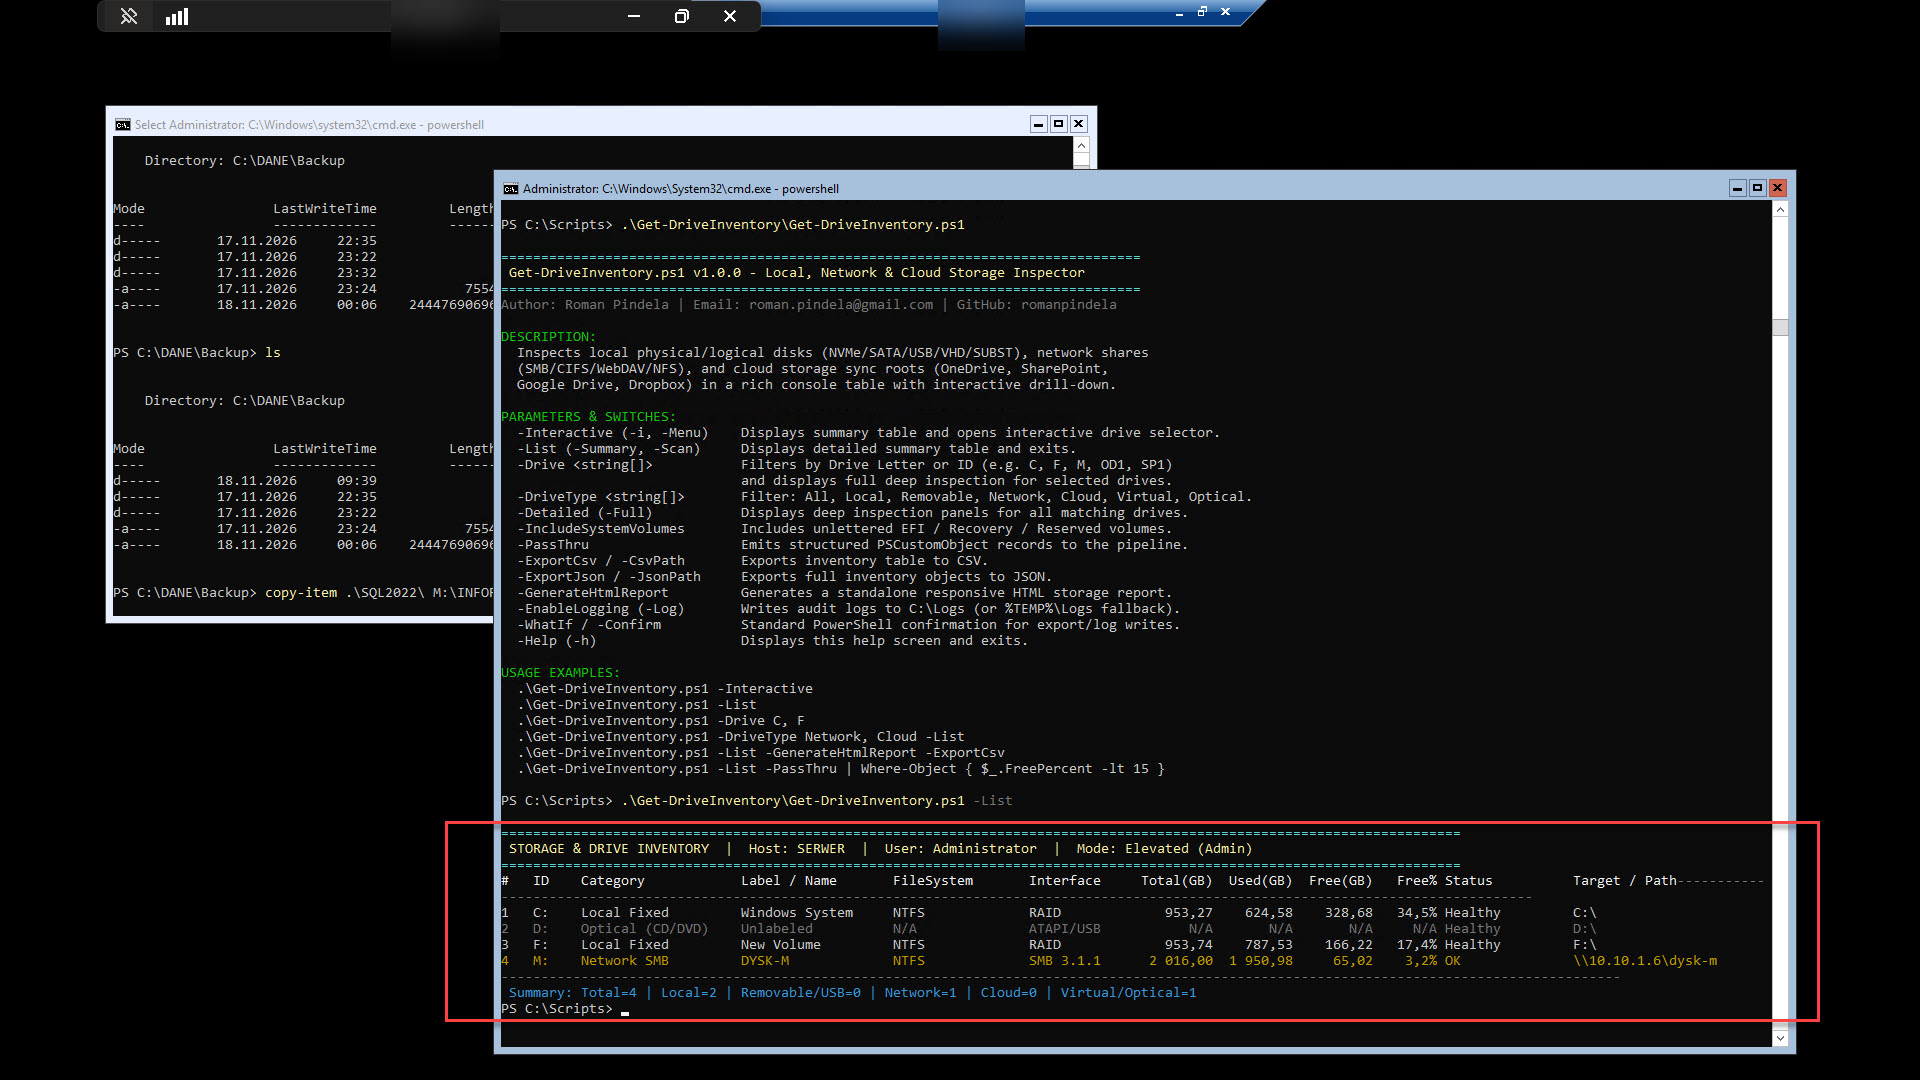 Select Administrator: C:\Windows\system32\cmd.exe - powershell
    Directory: C:\DANE\Backup
Mode                LastWriteTime         Length
----                -------------         ------
d-----       17.11.2026     22:35
d-----       17.11.2026     23:22
d-----       17.11.2026     23:32
-a----       17.11.2026     23:24           7554
-a----       18.11.2026     00:06    24447690696
PS C:\DANE\Backup> ls
    Directory: C:\DANE\Backup
Mode                LastWriteTime         Length
----                -------------         ------
d-----       18.11.2026     09:39
d-----       17.11.2026     22:35
d-----       17.11.2026     23:22
-a----       17.11.2026     23:24           7554
-a----       18.11.2026     00:06    24447690696
PS C:\DANE\Backup> copy-item .\SQL2022\ M:\INFOR
Administrator: C:\Windows\System32\cmd.exe - powershell
PS C:\Scripts> .\Get-DriveInventory\Get-DriveInventory.ps1
================================================================================
 Get-DriveInventory.ps1 v1.0.0 - Local, Network & Cloud Storage Inspector
================================================================================
Author: Roman Pindela | Email: roman.pindela@gmail.com | GitHub: romanpindela
DESCRIPTION:
  Inspects local physical/logical disks (NVMe/SATA/USB/VHD/SUBST), network shares
  (SMB/CIFS/WebDAV/NFS), and cloud storage sync roots (OneDrive, SharePoint,
  Google Drive, Dropbox) in a rich console table with interactive drill-down.
PARAMETERS & SWITCHES:
  -Interactive (-i, -Menu)    Displays summary table and opens interactive drive selector.
  -List (-Summary, -Scan)     Displays detailed summary table and exits.
  -Drive <string[]>           Filters by Drive Letter or ID (e.g. C, F, M, OD1, SP1)
                              and displays full deep inspection for selected drives.
  -DriveType <string[]>       Filter: All, Local, Removable, Network, Cloud, Virtual, Optical.
  -Detailed (-Full)           Displays deep inspection panels for all matching drives.
  -IncludeSystemVolumes       Includes unlettered EFI / Recovery / Reserved volumes.
  -PassThru                   Emits structured PSCustomObject records to the pipeline.
  -ExportCsv / -CsvPath       Exports inventory table to CSV.
  -ExportJson / -JsonPath     Exports full inventory objects to JSON.
  -GenerateHtmlReport         Generates a standalone responsive HTML storage report.
  -EnableLogging (-Log)       Writes audit logs to C:\Logs (or %TEMP%\Logs fallback).
  -WhatIf / -Confirm          Standard PowerShell confirmation for export/log writes.
  -Help (-h)                  Displays this help screen and exits.
USAGE EXAMPLES:
  .\Get-DriveInventory.ps1 -Interactive
  .\Get-DriveInventory.ps1 -List
  .\Get-DriveInventory.ps1 -Drive C, F
  .\Get-DriveInventory.ps1 -DriveType Network, Cloud -List
  .\Get-DriveInventory.ps1 -List -GenerateHtmlReport -ExportCsv
  .\Get-DriveInventory.ps1 -List -PassThru | Where-Object { $_.FreePercent -lt 15 }
PS C:\Scripts> .\Get-DriveInventory\Get-DriveInventory.ps1 -List
========================================================================================================================
 STORAGE & DRIVE INVENTORY  |  Host: SERWER  |  User: Administrator  |  Mode: Elevated (Admin)
========================================================================================================================
#   ID    Category            Label / Name       FileSystem       Interface     Total(GB)  Used(GB)  Free(GB)   Free% Status          Target / Path-----------
---------------------------------------------------------------------------------------------------------------------------------
1   C:    Local Fixed         Windows System     NTFS             RAID             953,27    624,58    328,68   34,5% Healthy         C:\
2   D:    Optical (CD/DVD)    Unlabeled          N/A              ATAPI/USB           N/A       N/A       N/A     N/A Healthy         D:\
3   F:    Local Fixed         New Volume         NTFS             RAID             953,74    787,53    166,22   17,4% Healthy         F:\
4   M:    Network SMB         DYSK-M             NTFS             SMB 3.1.1      2 016,00  1 950,98     65,02    3,2% OK              \\10.10.1.6\dysk-m
--------------------------------------------------------------------------------------------------------------------------------------------
 Summary: Total=4 | Local=2 | Removable/USB=0 | Network=1 | Cloud=0 | Virtual/Optical=1
PS C:\Scripts>